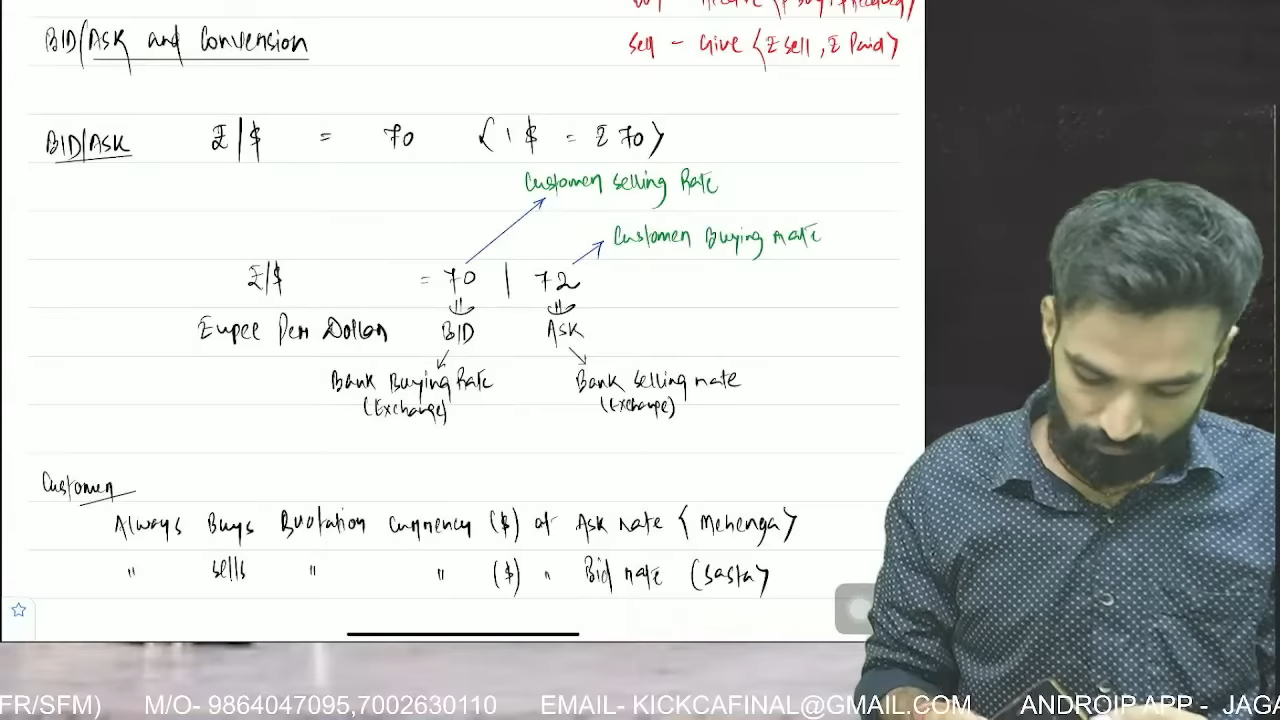 Sell - Give (₹ Sell, ₹ Paid)
BID/ASK and Conversion
BID/ASK ₹/$ = 70 (1 $ = ₹ 70)
Customer Selling Rate
Customer Buying rate
₹/$ = 70 | 72
Rupee Per Dollar BID ASK
Bank Buying Rate Bank Selling rate
(Exchange) (Exchange)
Customer
Always Buys Quotation Currency ($) at Ask rate (Mehenga)
" sells " " ($) " Bid rate (sasta)
FR/SFM) M/O- 9864047095,7002630110 EMAIL- KICKCAFINAL@GMAIL.COM ANDROIP APP - JAGA